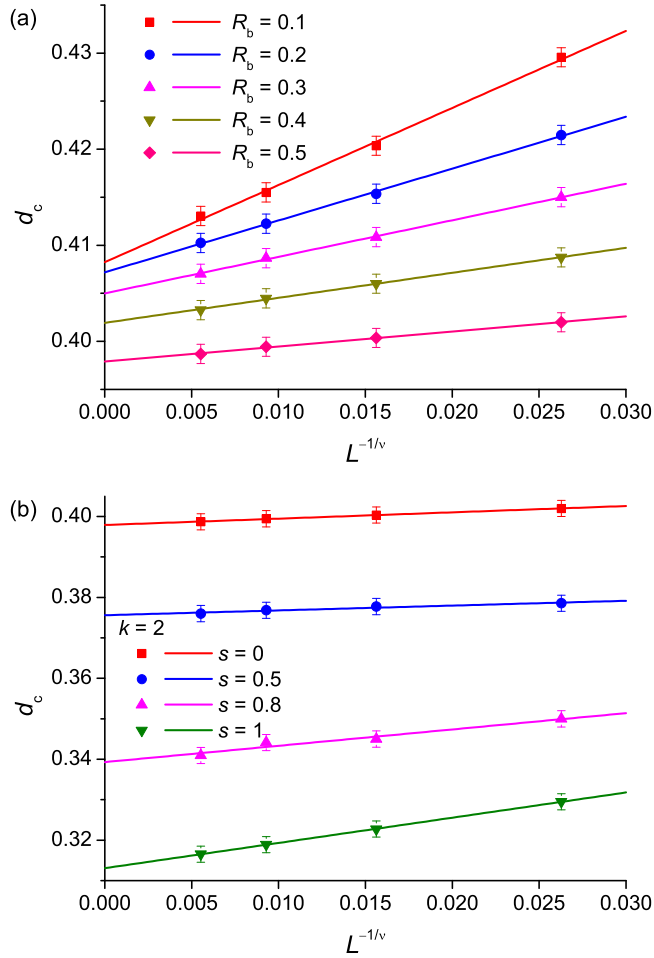 (a)
R_b = 0.1
R_b = 0.2
R_b = 0.3
R_b = 0.4
R_b = 0.5
0.43
0.42
0.41
0.40
d_c
0.000 0.005 0.010 0.015 0.020 0.025 0.030
L^{-1/ν}
(b)
0.40
0.38
0.36
0.34
0.32
d_c
k = 2
s = 0
s = 0.5
s = 0.8
s = 1
0.000 0.005 0.010 0.015 0.020 0.025 0.030
L^{-1/ν}